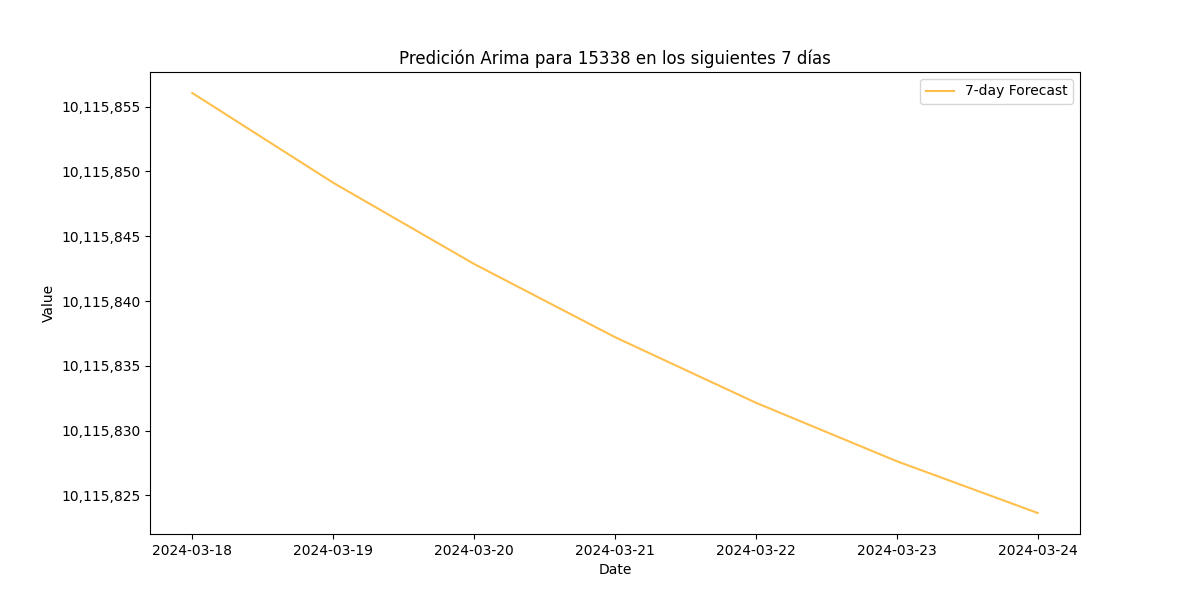 Predición Arima para 15338 en los siguientes 7 días
7-day Forecast
Value
10,115,855
10,115,850
10,115,845
10,115,840
10,115,835
10,115,830
10,115,825
2024-03-18 2024-03-19 2024-03-20 2024-03-21 2024-03-22 2024-03-23 2024-03-24
Date